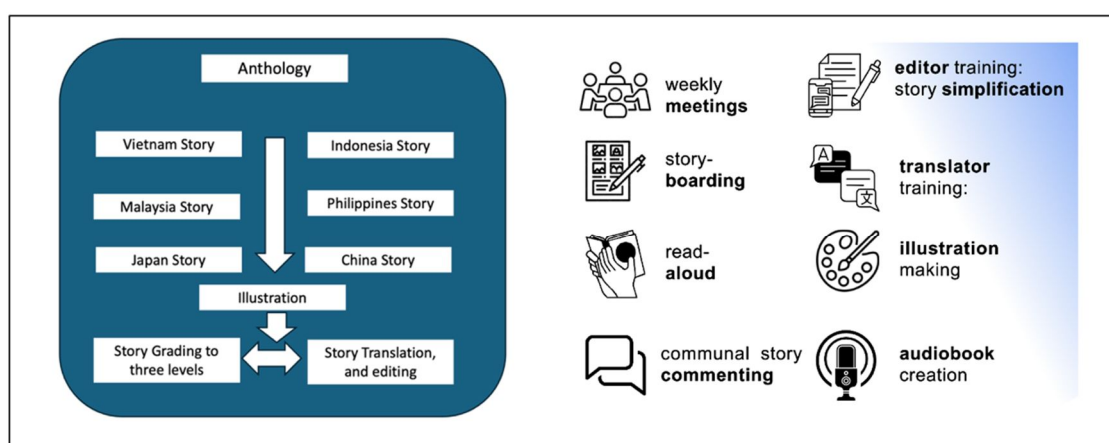 Anthology
Vietnam Story
Indonesia Story
Malaysia Story
Philippines Story
Japan Story
China Story
Illustration
Story Grading to
three levels
Story Translation,
and editing
weekly
meetings
editor training:
story simplification
story-
boarding
A
文
translator
training:
read-
aloud
illustration
making
communal story
commenting
audiobook
creation